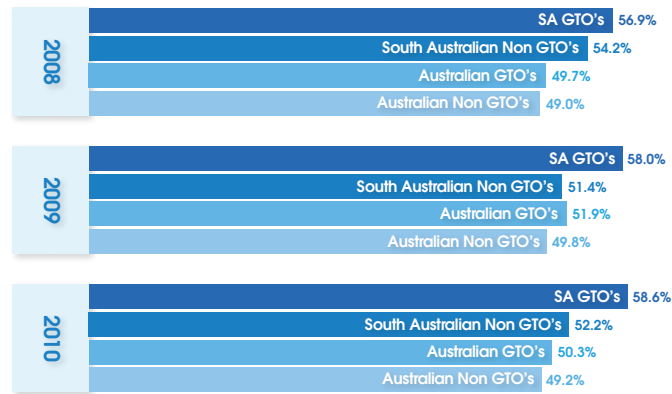 2008
SA GTO's 56.9%
South Australian Non GTO's 54.2%
Australian GTO's 49.7%
Australian Non GTO's 49.0%
2009
SA GTO's 58.0%
South Australian Non GTO's 51.4%
Australian GTO's 51.9%
Australian Non GTO's 49.8%
2010
SA GTO's 58.6%
South Australian Non GTO's 52.2%
Australian GTO's 50.3%
Australian Non GTO's 49.2%